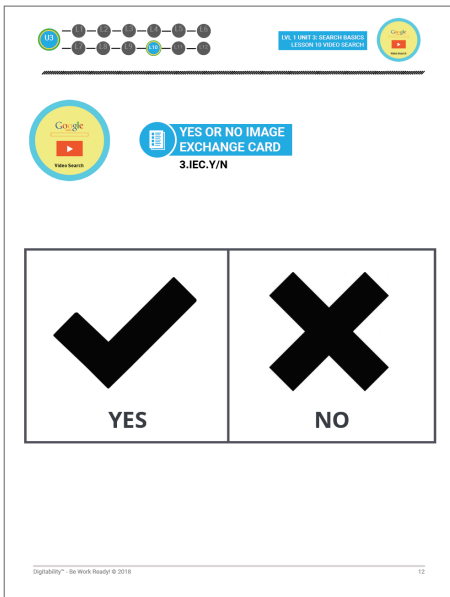 U3
L1 L2 L3 L4 L5 L6
L7 L8 L9 L10 L11 L12
LVL 1 UNIT 3: SEARCH BASICS
LESSON 10 VIDEO SEARCH
Google
Video Search
Google
Video Search
YES OR NO IMAGE
EXCHANGE CARD
3.IEC.Y/N
YES
NO
Digitability™ - Be Work Ready! © 2018
12